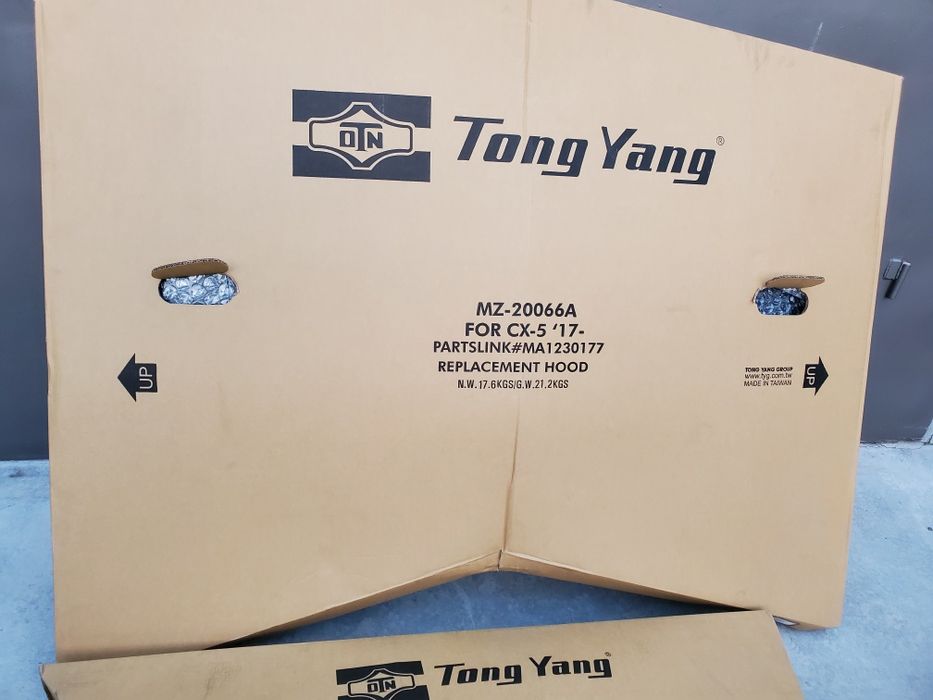 OTN
Tong Yang®
MZ-20066A
FOR CX-5 '17-
PARTSLINK#MA1230177
REPLACEMENT HOOD
N.W.17.6KGS/G.W.21,2KGS
UP
TONG YANG GROUP
www.tyg.com.tw
MADE IN TAIWAN
UP
OTN
Tong Yang®